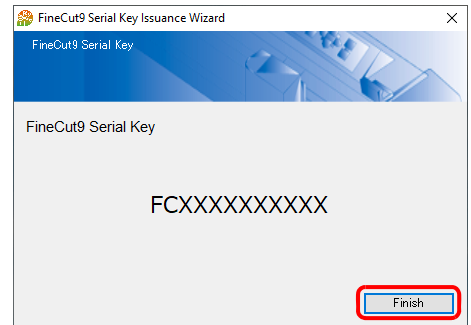 FineCut9 Serial Key Issuance Wizard
FineCut9 Serial Key
FineCut9 Serial Key
FCXXXXXXXXXX
Finish